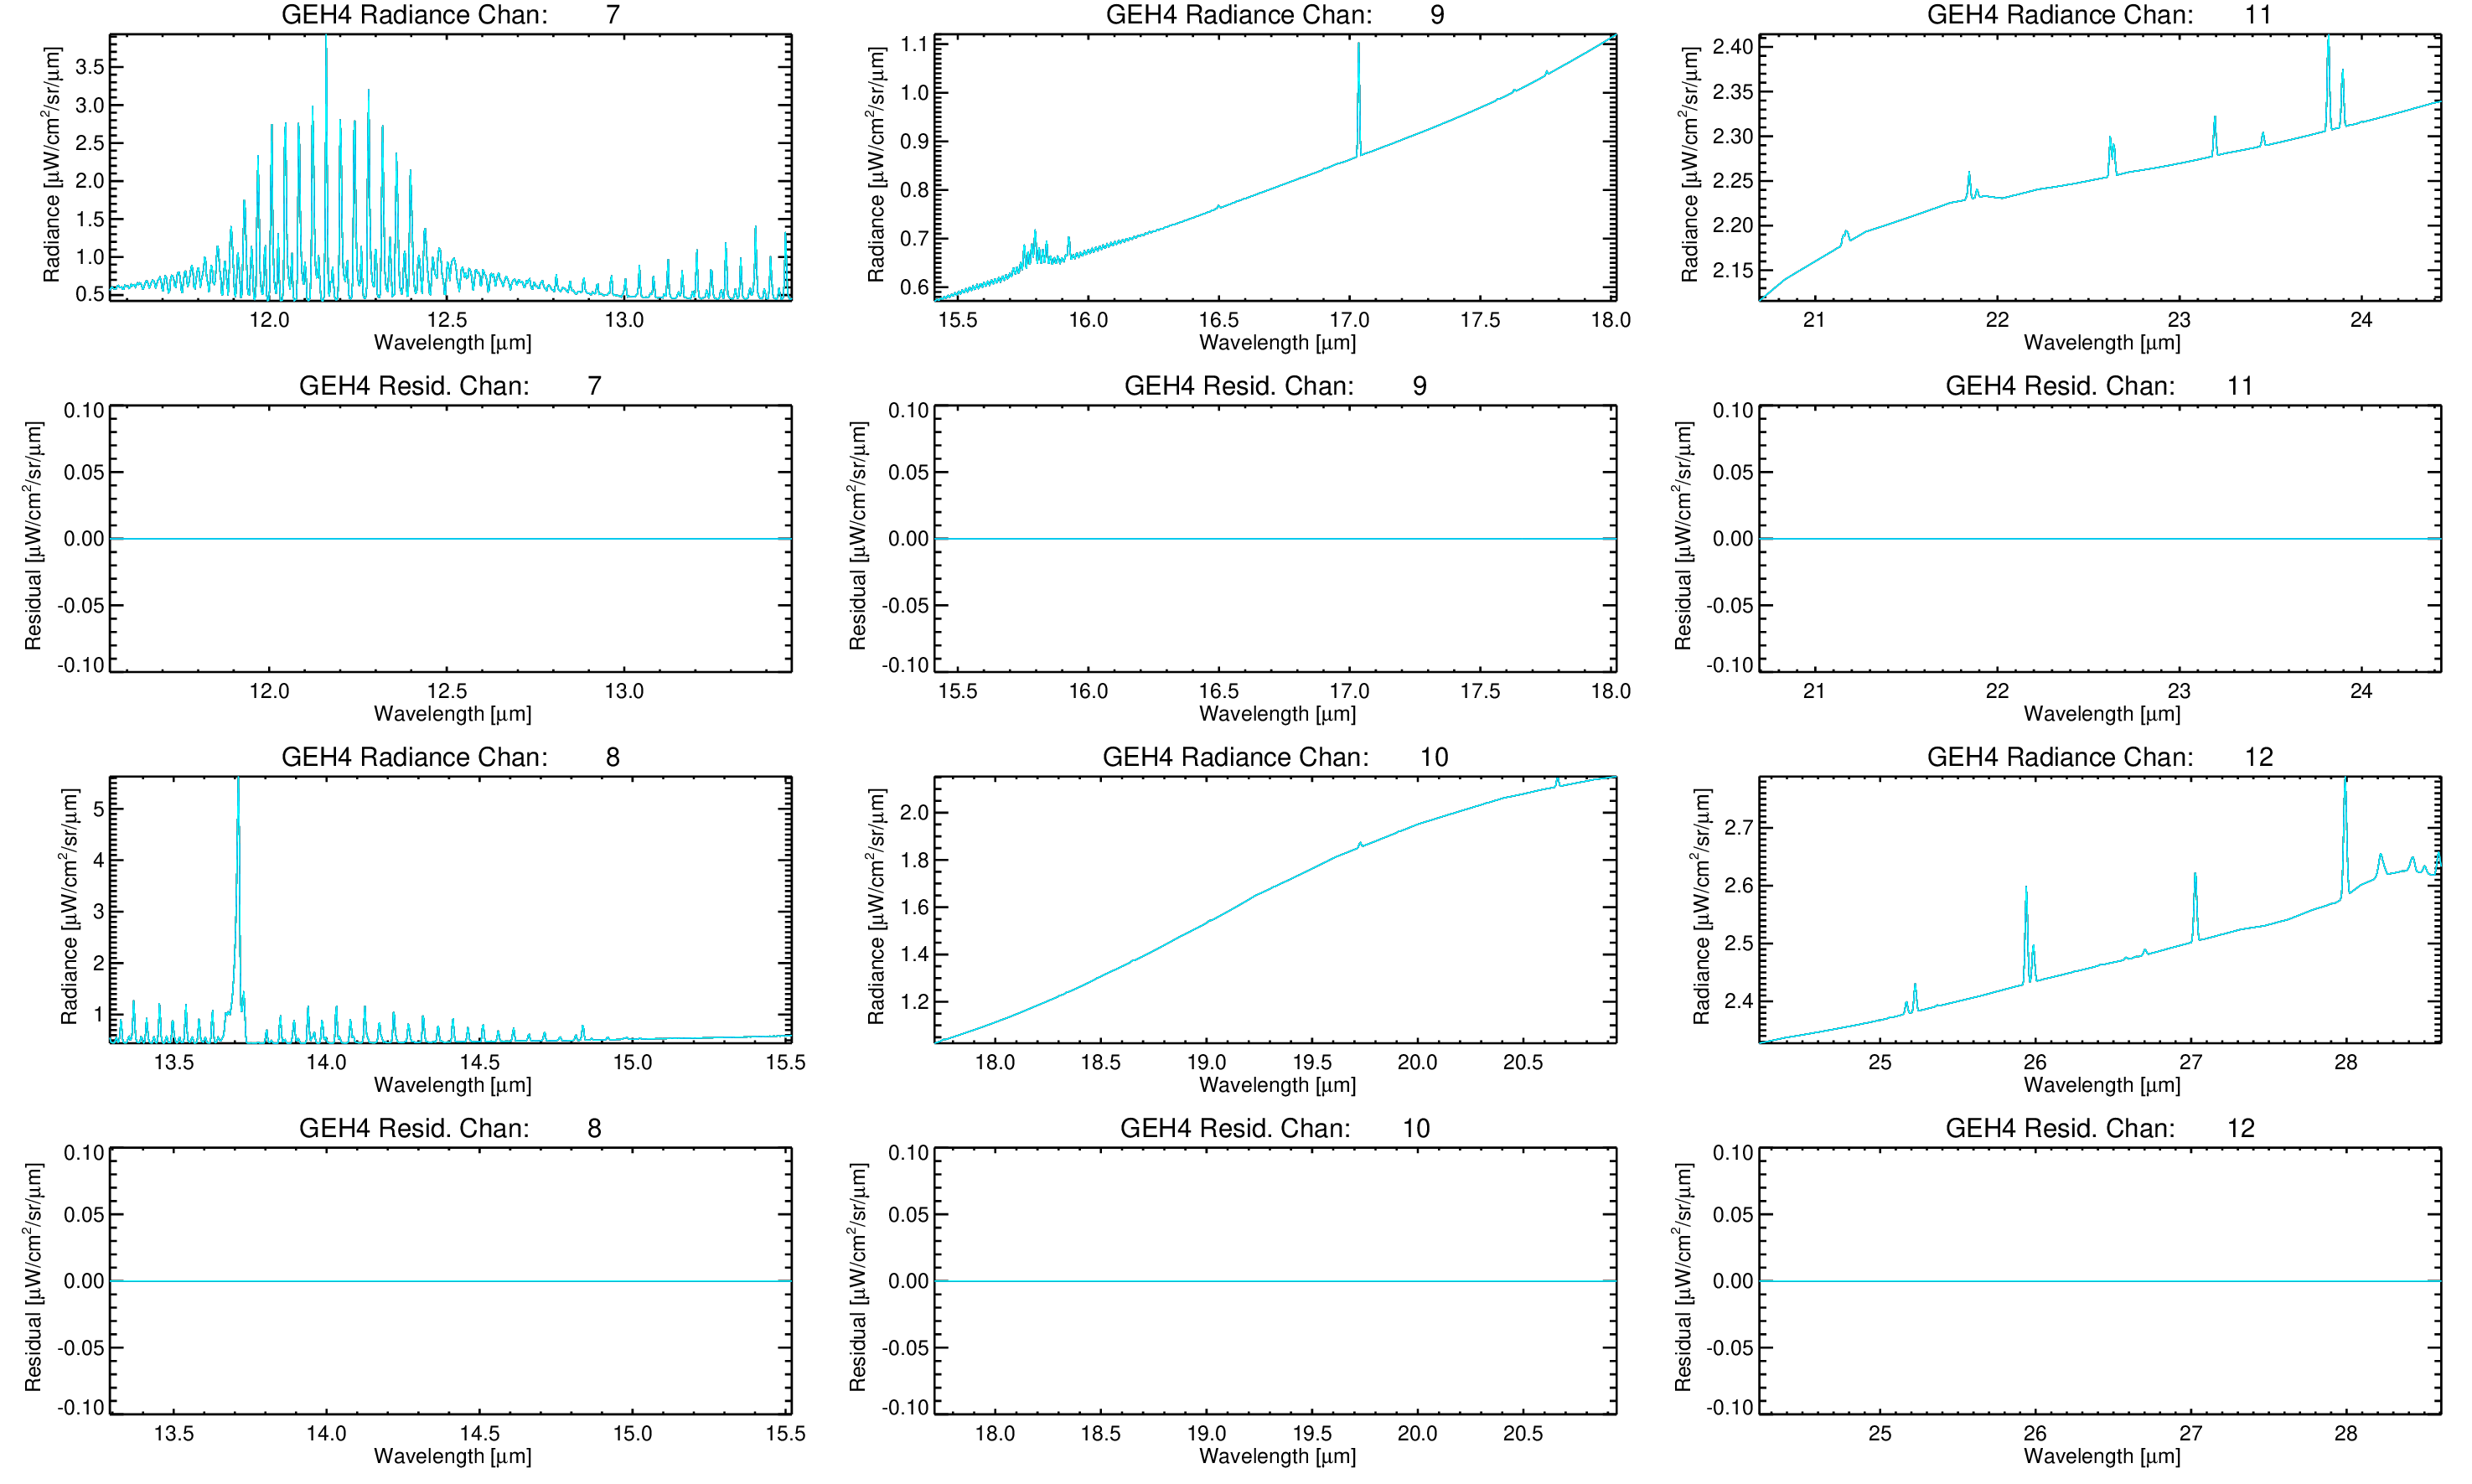 GEH4 Radiance Chan: 7
Radiance [μW/cm²/sr/μm]
3.5
3.0
2.5
2.0
1.5
1.0
0.5
12.0 12.5 13.0
Wavelength [μm]
GEH4 Radiance Chan: 9
Radiance [μW/cm²/sr/μm]
1.1
1.0
0.9
0.8
0.7
0.6
15.5 16.0 16.5 17.0 17.5 18.0
Wavelength [μm]
GEH4 Radiance Chan: 11
Radiance [μW/cm²/sr/μm]
2.40
2.35
2.30
2.25
2.20
2.15
21 22 23 24
Wavelength [μm]
GEH4 Resid. Chan: 7
Residual [μW/cm²/sr/μm]
0.10
0.05
0.00
-0.05
-0.10
12.0 12.5 13.0
Wavelength [μm]
GEH4 Resid. Chan: 9
Residual [μW/cm²/sr/μm]
0.10
0.05
0.00
-0.05
-0.10
15.5 16.0 16.5 17.0 17.5 18.0
Wavelength [μm]
GEH4 Resid. Chan: 11
Residual [μW/cm²/sr/μm]
0.10
0.05
0.00
-0.05
-0.10
21 22 23 24
Wavelength [μm]
GEH4 Radiance Chan: 8
Radiance [μW/cm²/sr/μm]
5
4
3
2
1
13.5 14.0 14.5 15.0 15.5
Wavelength [μm]
GEH4 Radiance Chan: 10
Radiance [μW/cm²/sr/μm]
2.0
1.8
1.6
1.4
1.2
18.0 18.5 19.0 19.5 20.0 20.5
Wavelength [μm]
GEH4 Radiance Chan: 12
Radiance [μW/cm²/sr/μm]
2.7
2.6
2.5
2.4
25 26 27 28
Wavelength [μm]
GEH4 Resid. Chan: 8
Residual [μW/cm²/sr/μm]
0.10
0.05
0.00
-0.05
-0.10
13.5 14.0 14.5 15.0 15.5
Wavelength [μm]
GEH4 Resid. Chan: 10
Residual [μW/cm²/sr/μm]
0.10
0.05
0.00
-0.05
-0.10
18.0 18.5 19.0 19.5 20.0 20.5
Wavelength [μm]
GEH4 Resid. Chan: 12
Residual [μW/cm²/sr/μm]
0.10
0.05
0.00
-0.05
-0.10
25 26 27 28
Wavelength [μm]